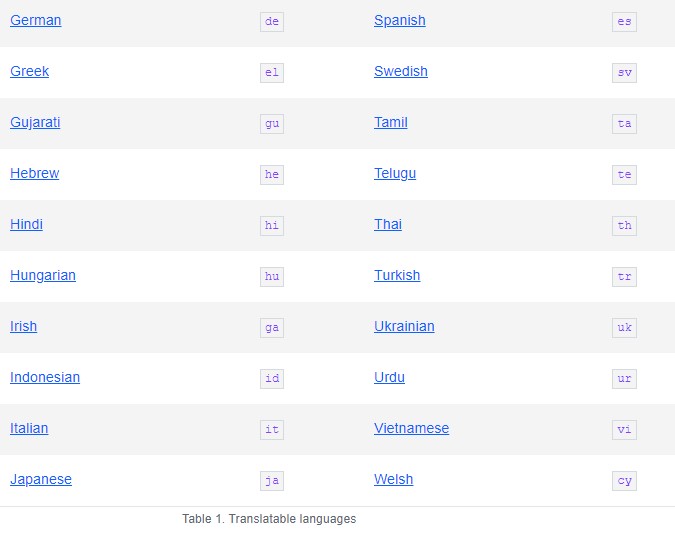 German de Spanish es
Greek el Swedish sv
Gujarati gu Tamil ta
Hebrew he Telugu te
Hindi hi Thai th
Hungarian hu Turkish tr
Irish ga Ukrainian uk
Indonesian id Urdu ur
Italian it Vietnamese vi
Japanese ja Welsh cy
Table 1. Translatable languages